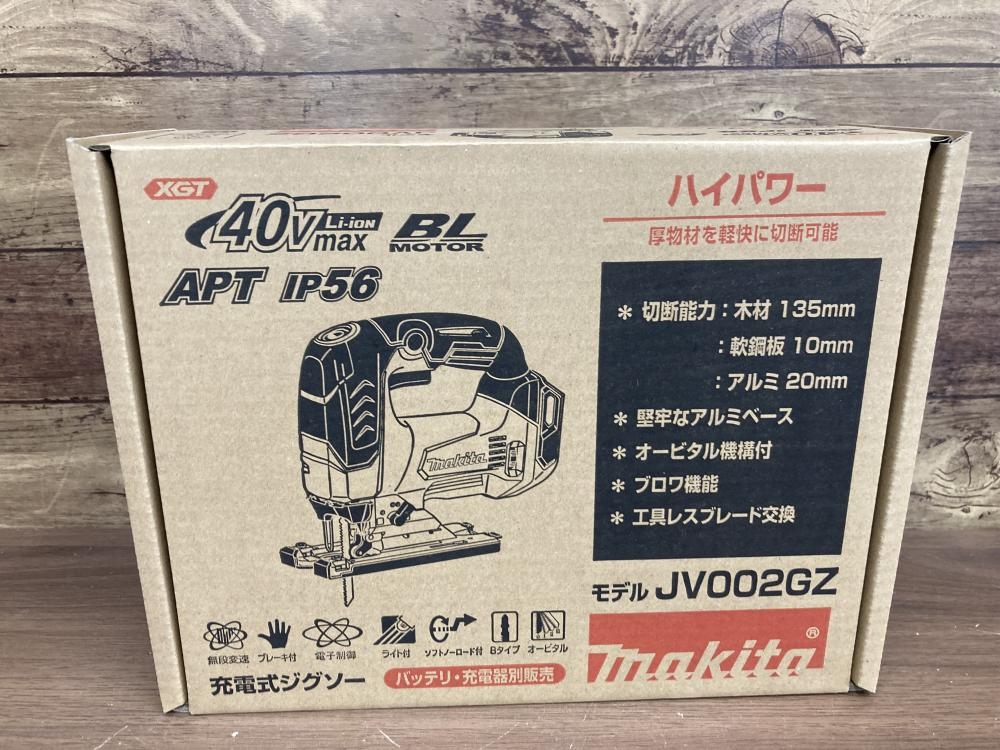 XGT
40Vmax Li-ion BL MOTOR
APT IP56
makita
ハイパワー
厚物材を軽快に切断可能
* 切断能力：木材 135mm
：軟鋼板 10mm
：アルミ 20mm
* 堅牢なアルミベース
* オービタル機構付
* ブロワ機能
* 工具レスブレード交換
モデル JV002GZ
makita®
無段変速 ブレーキ付 電子制御 ライト付 ソフトノーロード付 Bタイプ オービタル
充電式ジグソー
バッテリ・充電器別販売